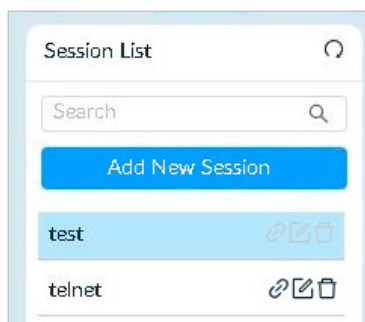 Session List
Search
Add New Session
test
telnet